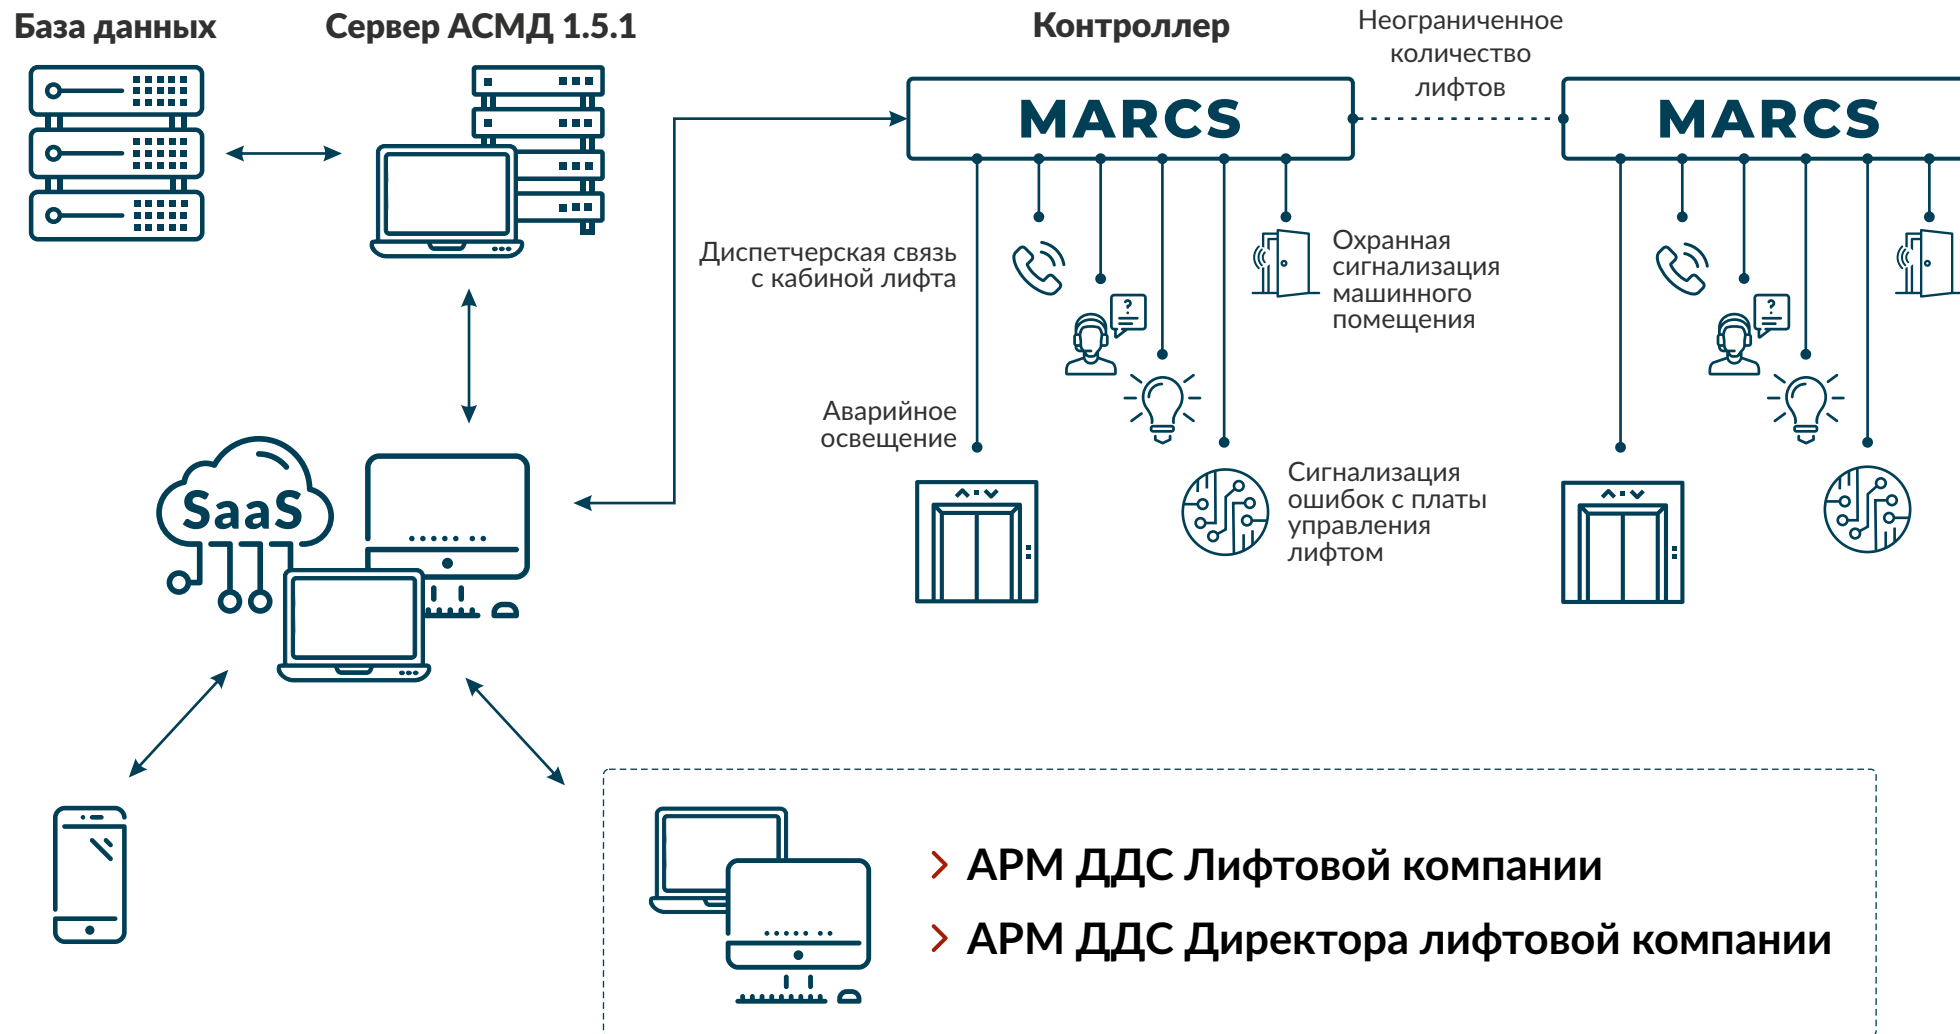 База данных
Сервер АСМД 1.5.1
Контроллер
Неограниченное
количество
лифтов
MARCS
MARCS
Диспетчерская связь
с кабиной лифта
Охранная
сигнализация
машинного
помещения
?
?
Аварийное
освещение
Сигнализация
ошибок с платы
управления
лифтом
SaaS
АРМ ДДС Лифтовой компании
АРМ ДДС Директора лифтовой компании